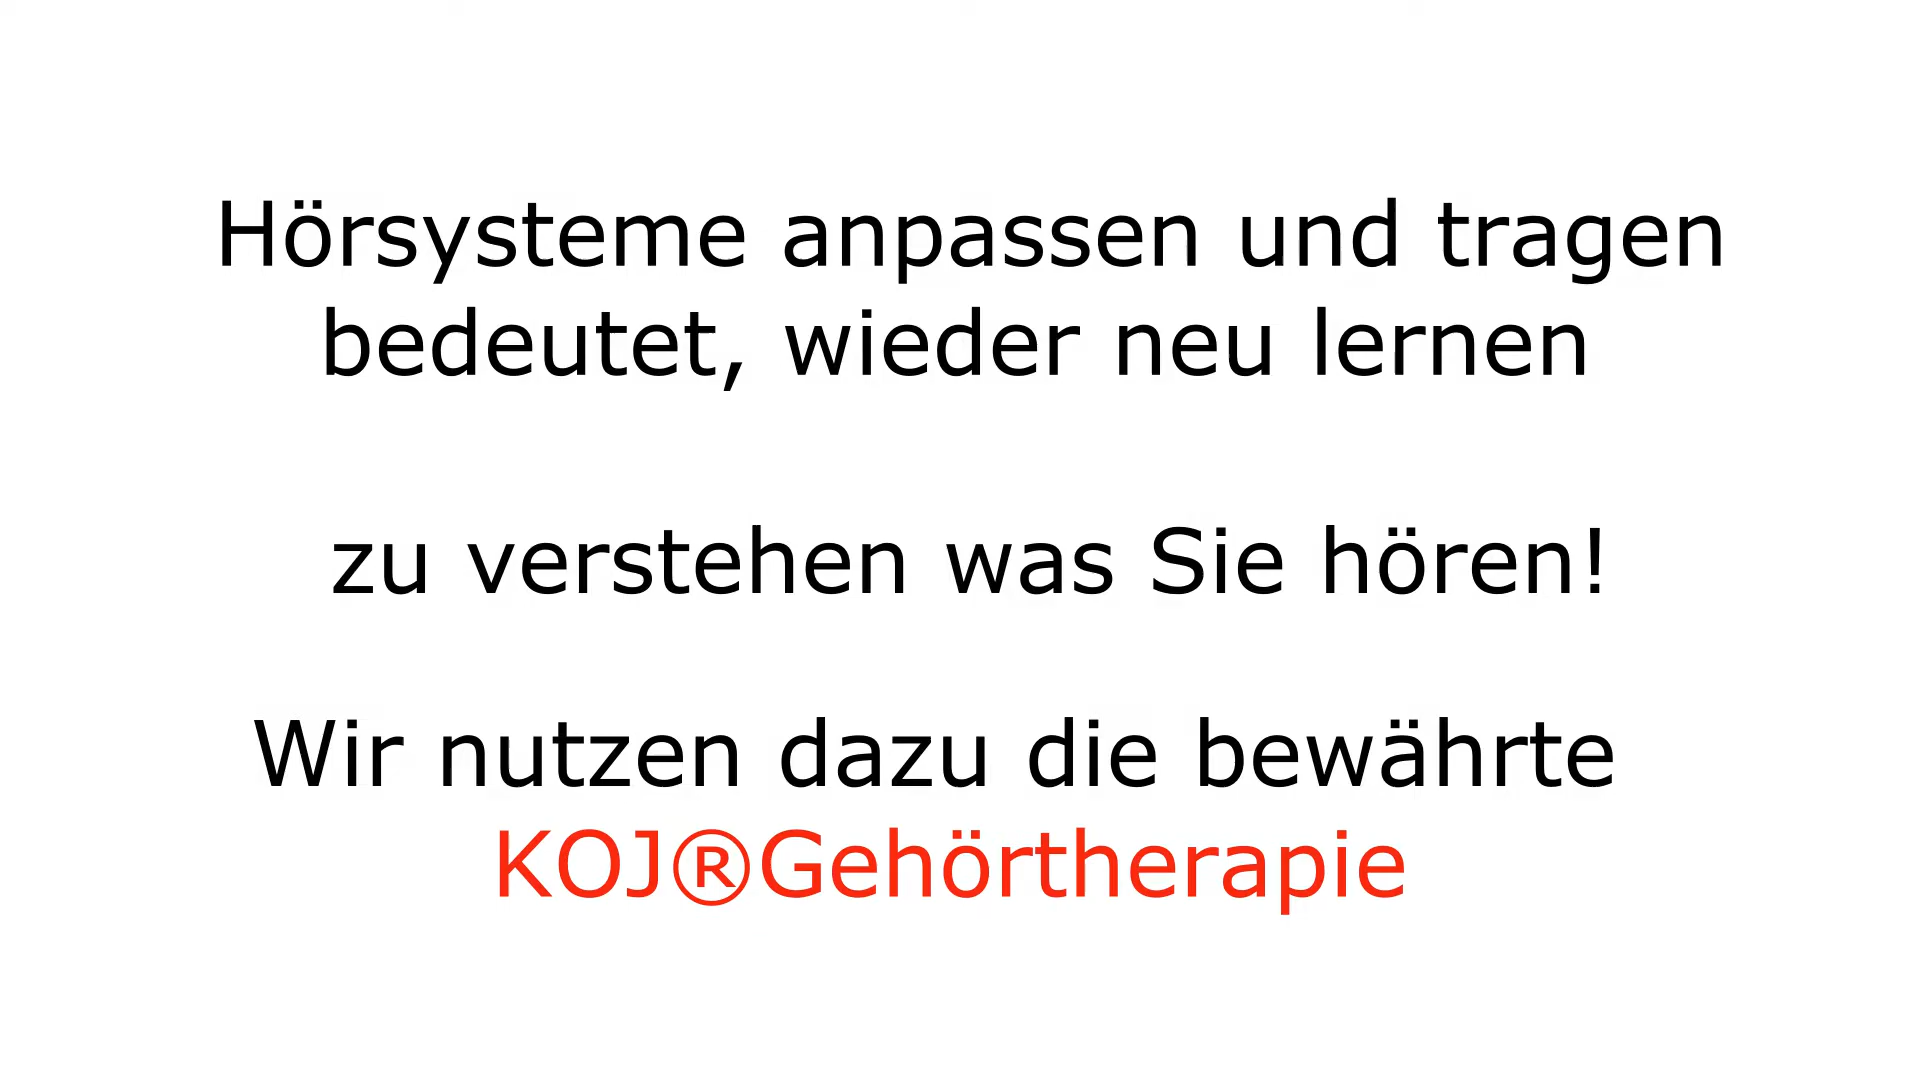 Hörsysteme anpassen und tragen
bedeutet, wieder neu lernen
zu verstehen was Sie hören!
Wir nutzen dazu die bewährte
KOJ®Gehörtherapie